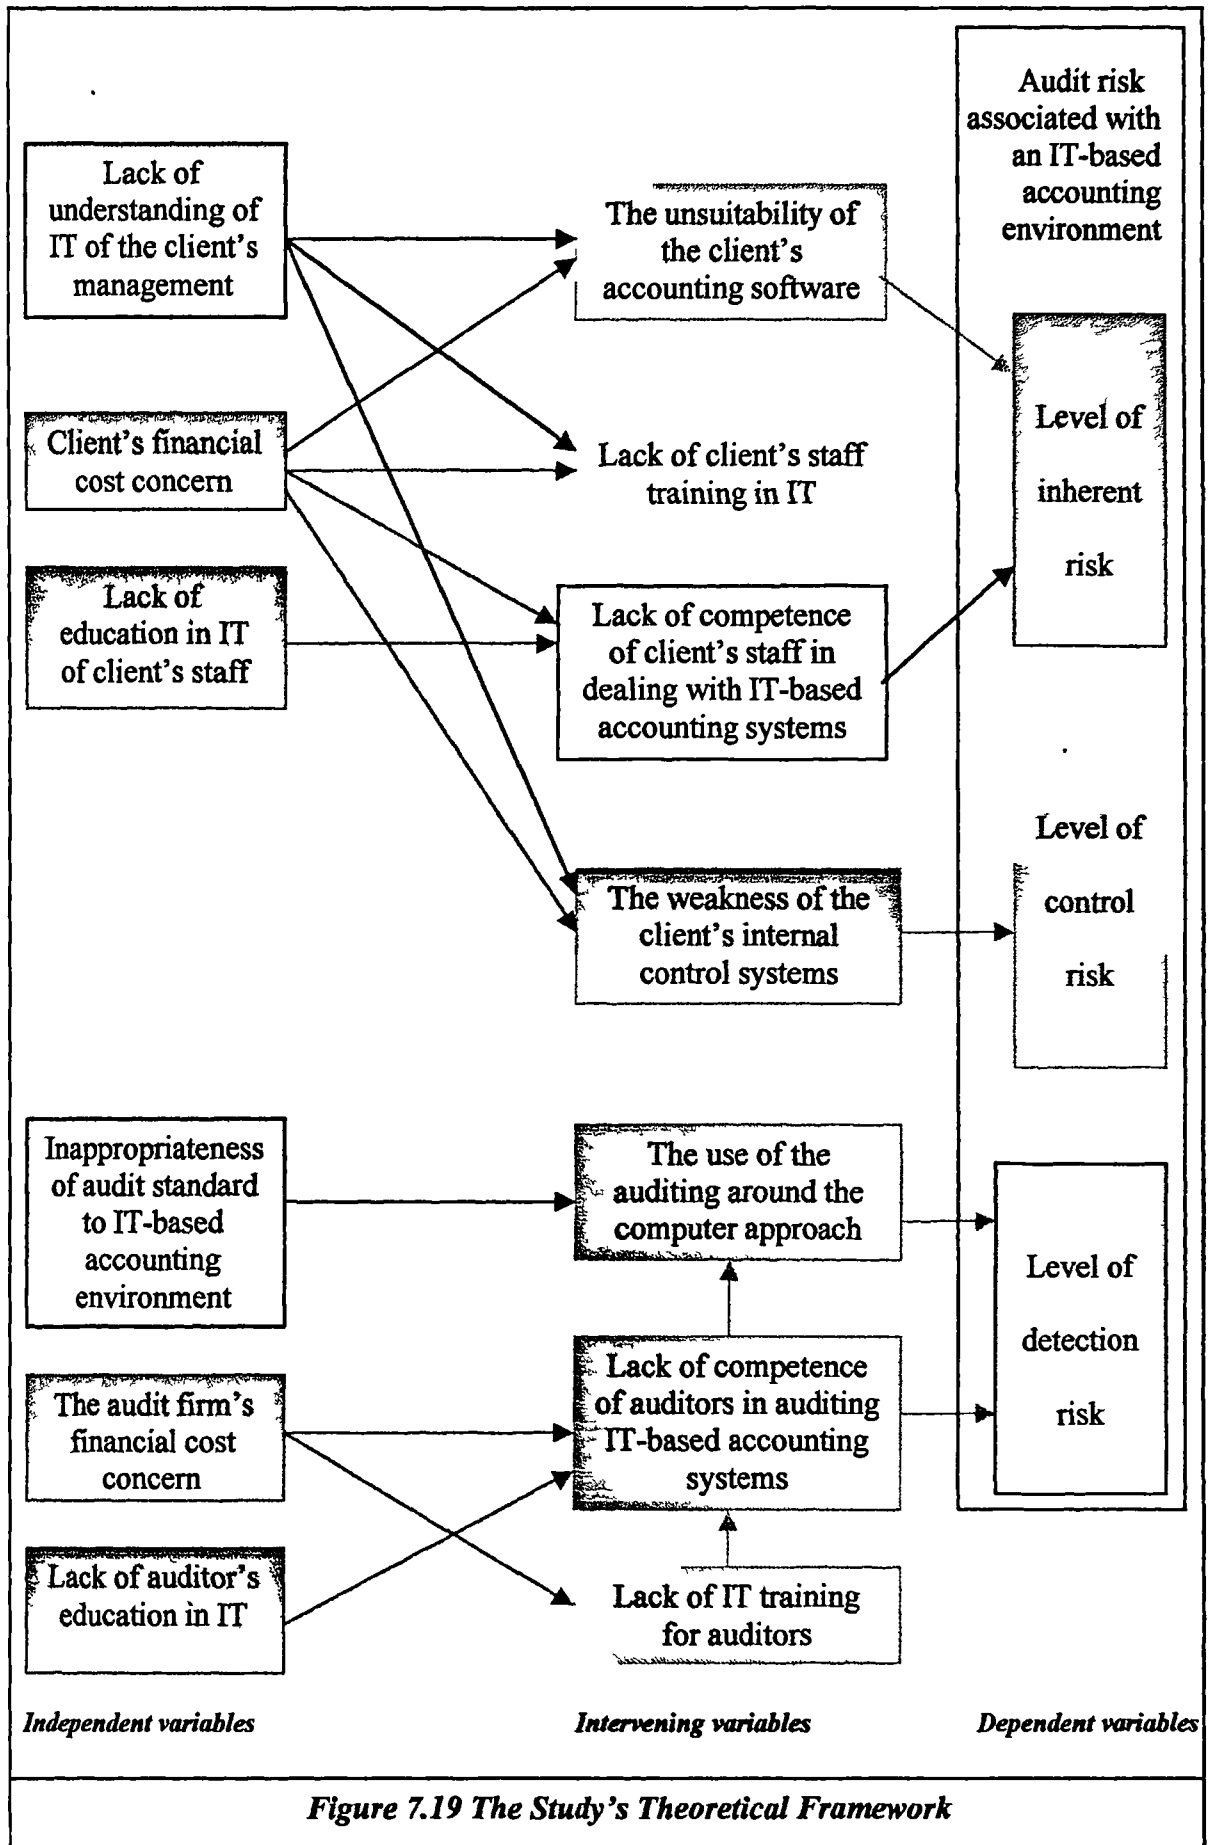 Audit risk
associated with
an IT-based
accounting
environment
Lack of
understanding of
IT of the client's
management
The unsuitability of
the client's
accounting software
Level of
inherent
risk
Client's financial
cost concern
Lack of client's staff
training in IT
Lack of
education in IT
of client's staff
Lack of competence
of client's staff in
dealing with IT-based
accounting systems
Level of
control
risk
The weakness of the
client's internal
control systems
Inappropriateness
of audit standard
to IT-based
accounting
environment
The use of the
auditing around the
computer approach
Level of
detection
risk
The audit firm's
financial cost
concern
Lack of competence
of auditors in auditing
IT-based accounting
systems
Lack of auditor's
education in IT
Lack of IT training
for auditors
Independent variables
Intervening variables
Dependent variables
Figure 7.19 The Study's Theoretical Framework